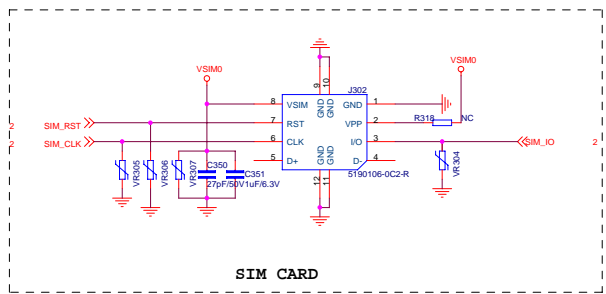 VSIM0
VSIM0
J302
9
10
GND
GND
8
VSIM
GND
1
2
SIM_RST
7
RST
VPP
2
R318
NC
2
SIM_CLK
6
CLK
I/O
3
SIM_IO
2
5
D+
GND
GND
D-
4
12
11
5190106-0C2-R
VR305
VR306
VR307
C350
27pF/50V
C351
1uF/6.3V
VR304
SIM CARD